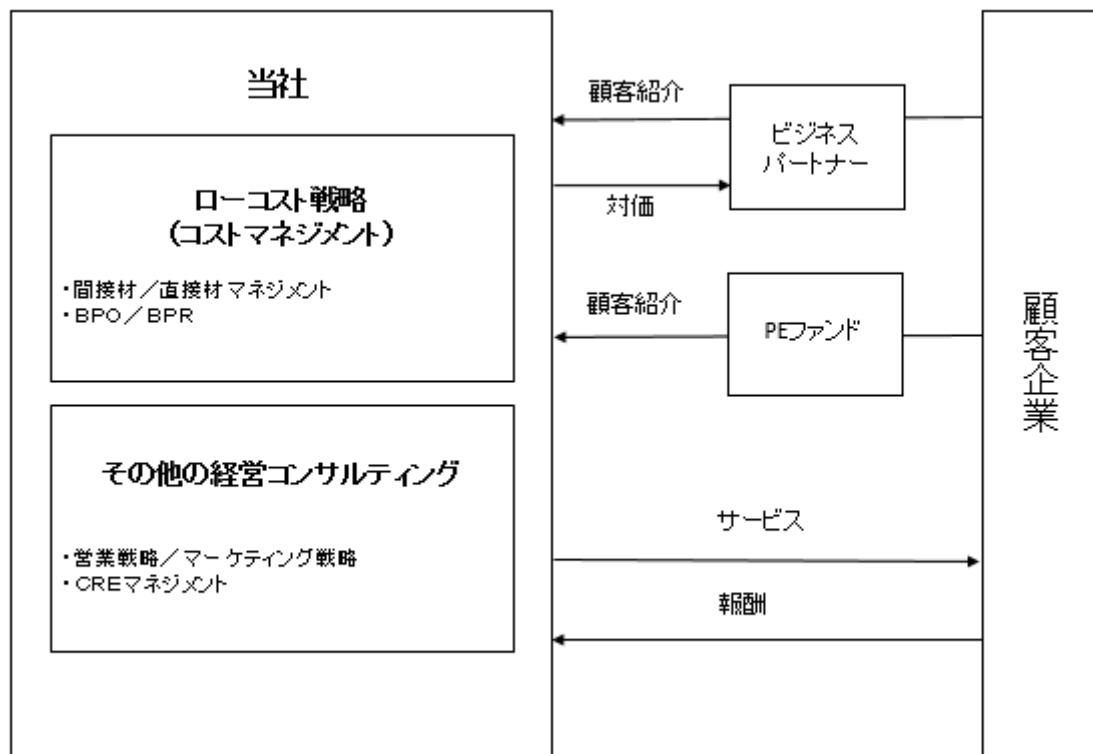 当社
ローコスト戦略
（コストマネジメント）
・間接材／直接材マネジメント
・BPO／BPR
その他の経営コンサルティング
・営業戦略／マーケティング戦略
・CREマネジメント
顧客紹介
ビジネス
パートナー
対価
顧客紹介
PEファンド
サービス
報酬
顧客企業